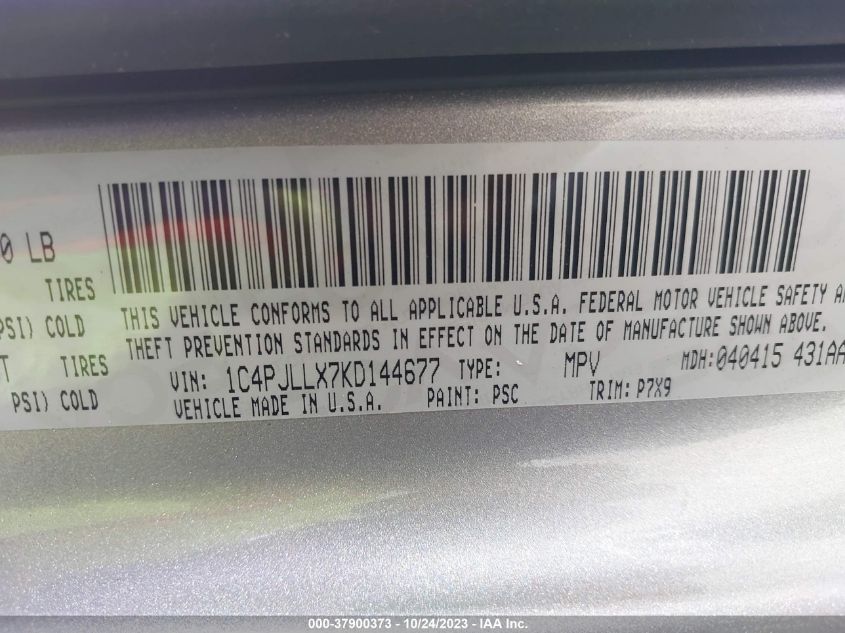 0 LB
TIRES
PSI) COLD
T TIRES
PSI) COLD
THIS VEHICLE CONFORMS TO ALL APPLICABLE U.S.A. FEDERAL MOTOR VEHICLE SAFETY A
THEFT PREVENTION STANDARDS IN EFFECT ON THE DATE OF MANUFACTURE SHOWN ABOVE.
VIN: 1C4PJLLX7KD144677 TYPE: MPV MDH:040415 431AA
VEHICLE MADE IN U.S.A. PAINT: PSC TRIM: P7X9
000-37900373 - 10/24/2023 - IAA Inc.